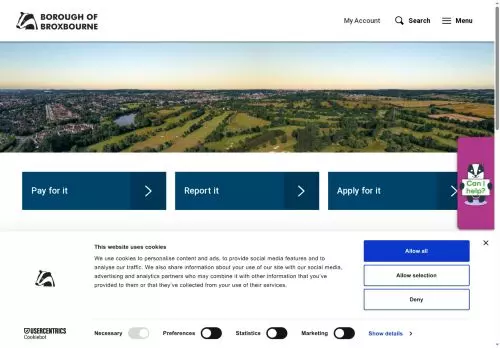 BOROUGH OF
BROXBOURNE
My Account
Search
Menu
Pay for it
Report it
Apply for it
Can I
help?
This website uses cookies
We use cookies to personalise content and ads, to provide social media features and to
analyse our traffic. We also share information about your use of our site with our social media,
advertising and analytics partners who may combine it with other information that you've
provided to them or that they've collected from your use of their services.
Allow all
Allow selection
Deny
USERCENTRICS
Cookiebot
Necessary
Preferences
Statistics
Marketing
Show details